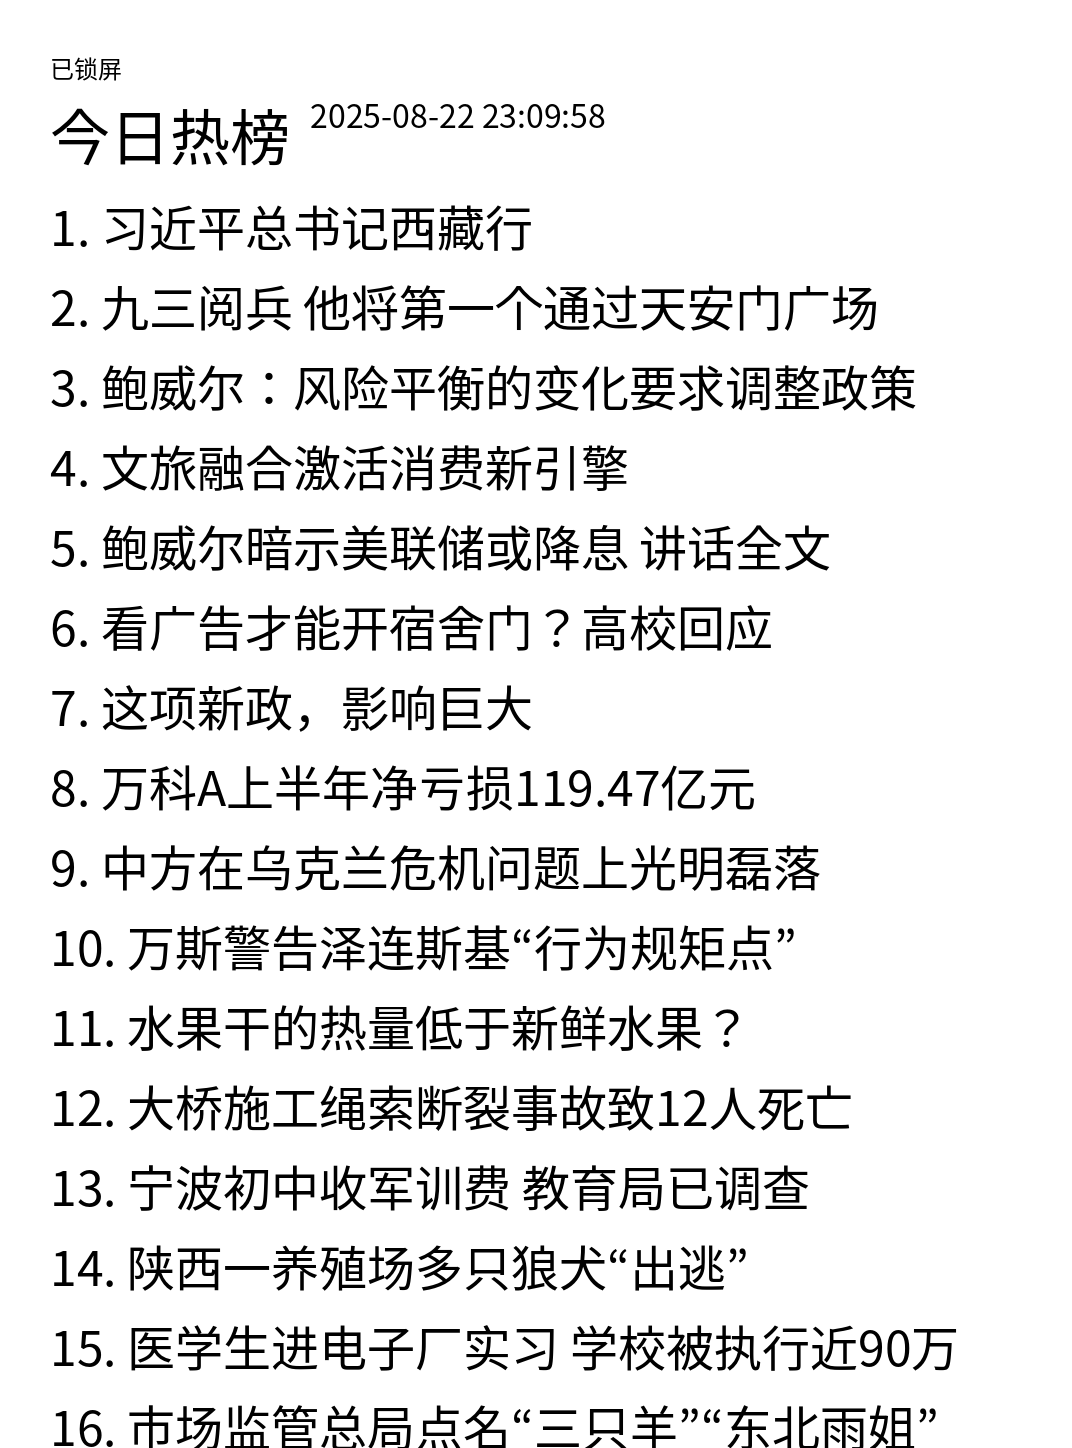 已锁屏
今日热榜 2025-08-22 23:09:58
1. 习近平总书记西藏行
2. 九三阅兵 他将第一个通过天安门广场
3. 鲍威尔：风险平衡的变化要求调整政策
4. 文旅融合激活消费新引擎
5. 鲍威尔暗示美联储或降息 讲话全文
6. 看广告才能开宿舍门？高校回应
7. 这项新政，影响巨大
8. 万科A上半年净亏损119.47亿元
9. 中方在乌克兰危机问题上光明磊落
10. 万斯警告泽连斯基“行为规矩点”
11. 水果干的热量低于新鲜水果？
12. 大桥施工绳索断裂事故致12人死亡
13. 宁波初中收军训费 教育局已调查
14. 陕西一养殖场多只狼犬“出逃”
15. 医学生进电子厂实习 学校被执行近90万
16. 市场监管总局点名“三只羊”“东北雨姐”